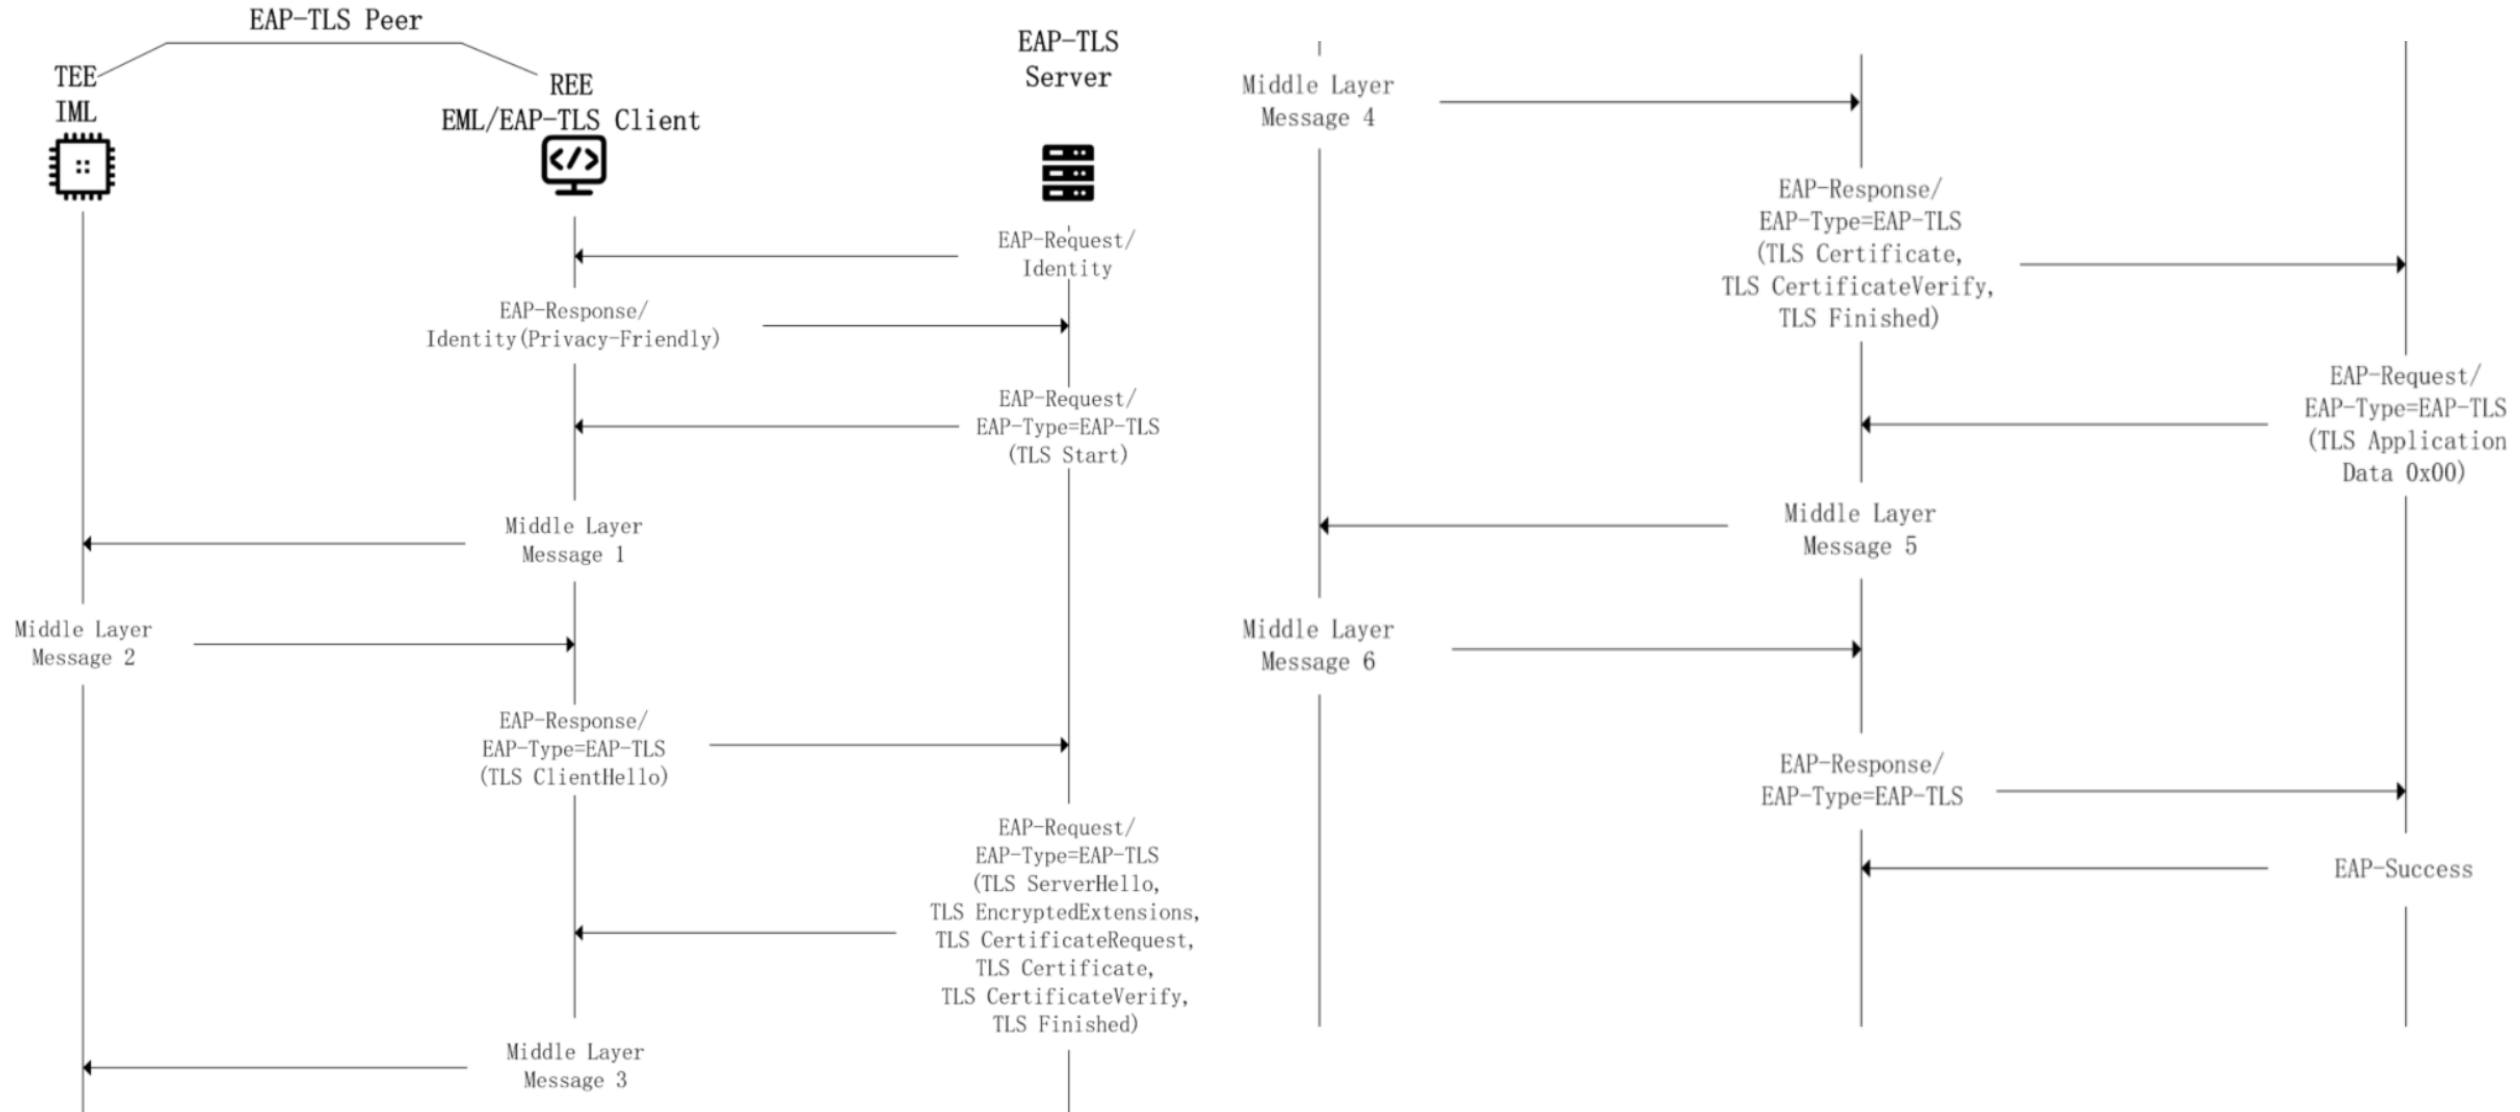 EAP-TLS Peer
TEE
IML
REE
EML/EAP-TLS Client
EAP-TLS
Server
EAP-Request/
Identity
EAP-Response/
Identity(Privacy-Friendly)
EAP-Request/
EAP-Type=EAP-TLS
(TLS Start)
Middle Layer
Message 1
Middle Layer
Message 2
EAP-Response/
EAP-Type=EAP-TLS
(TLS ClientHello)
EAP-Request/
EAP-Type=EAP-TLS
(TLS ServerHello,
TLS EncryptedExtensions,
TLS CertificateRequest,
TLS Certificate,
TLS CertificateVerify,
TLS Finished)
Middle Layer
Message 3
Middle Layer
Message 4
EAP-Response/
EAP-Type=EAP-TLS
(TLS Certificate,
TLS CertificateVerify,
TLS Finished)
EAP-Request/
EAP-Type=EAP-TLS
(TLS Application
Data 0x00)
Middle Layer
Message 5
Middle Layer
Message 6
EAP-Response/
EAP-Type=EAP-TLS
EAP-Success